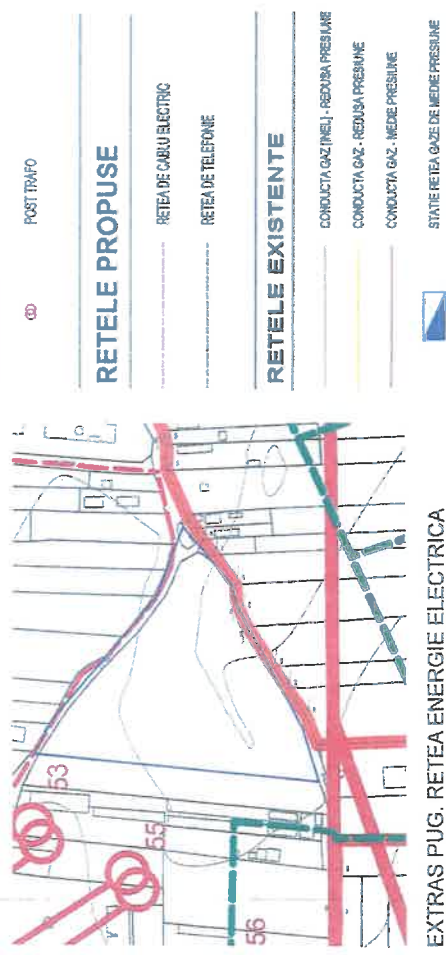 POST TRAFO
RETELE PROPUSE
RETEA DE CABLU ELECTRIC
RETEA DE TELEFONIE
RETELE EXISTENTE
CONDUCTA GAZ [INEL] - REDUSA PRESIUNE
CONDUCTA GAZ - REDUSA PRESIUNE
CONDUCTA GAZ - MEDIE PRESIUNE
STATIE RETEA GAZE DE MEDIE PRESIUNE
53
55
56
EXTRAS PUG. RETEA ENERGIE ELECTRICA